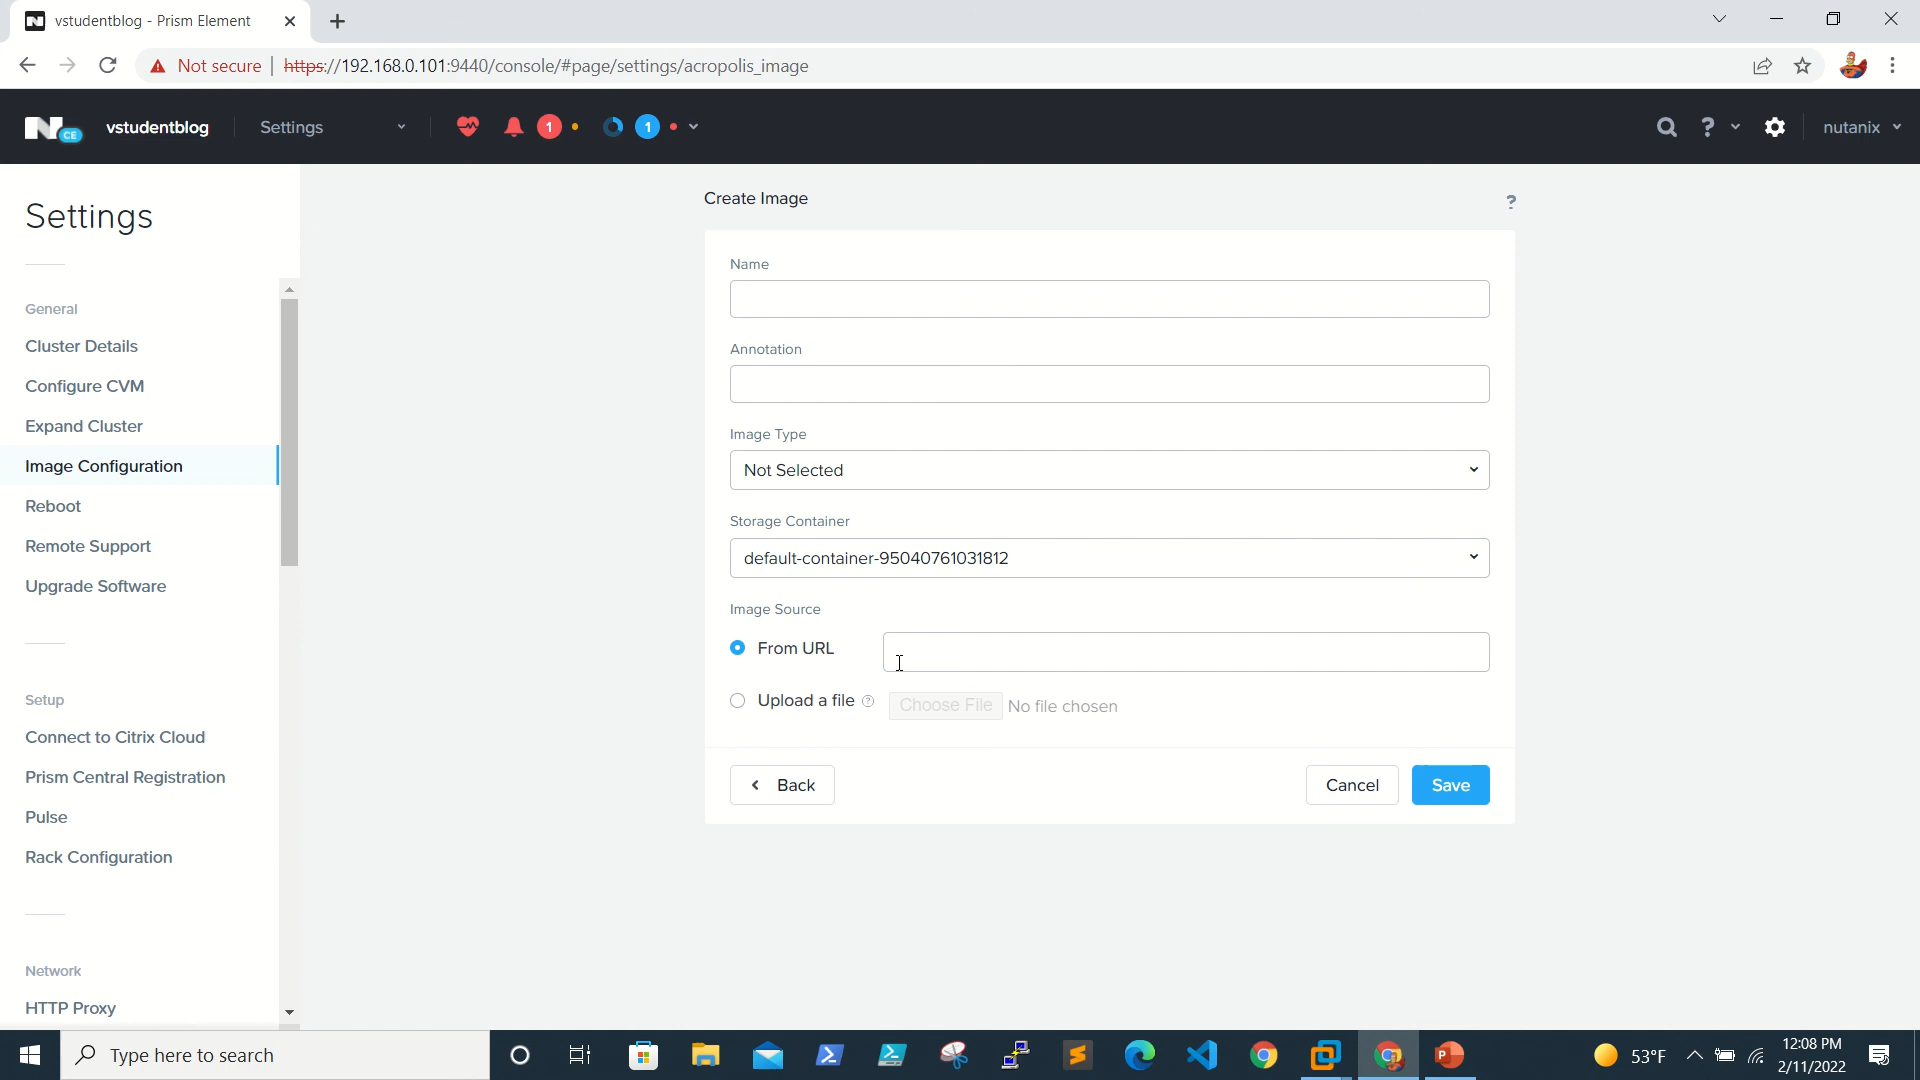 vstudentblog - Prism Element
Not secure | https://192.168.0.101:9440/console/#page/settings/acropolis_image
N CE vstudentblog Settings 1 1 ? nutanix
Settings
General
Cluster Details
Configure CVM
Expand Cluster
Image Configuration
Reboot
Remote Support
Upgrade Software
Setup
Connect to Citrix Cloud
Prism Central Registration
Pulse
Rack Configuration
Network
HTTP Proxy
Create Image ?
Name
Annotation
Image Type
Not Selected
Storage Container
default-container-95040761031812
Image Source
From URL
Upload a file ? Choose File No file chosen
Back Cancel Save
Type here to search 53°F 12:08 PM
2/11/2022